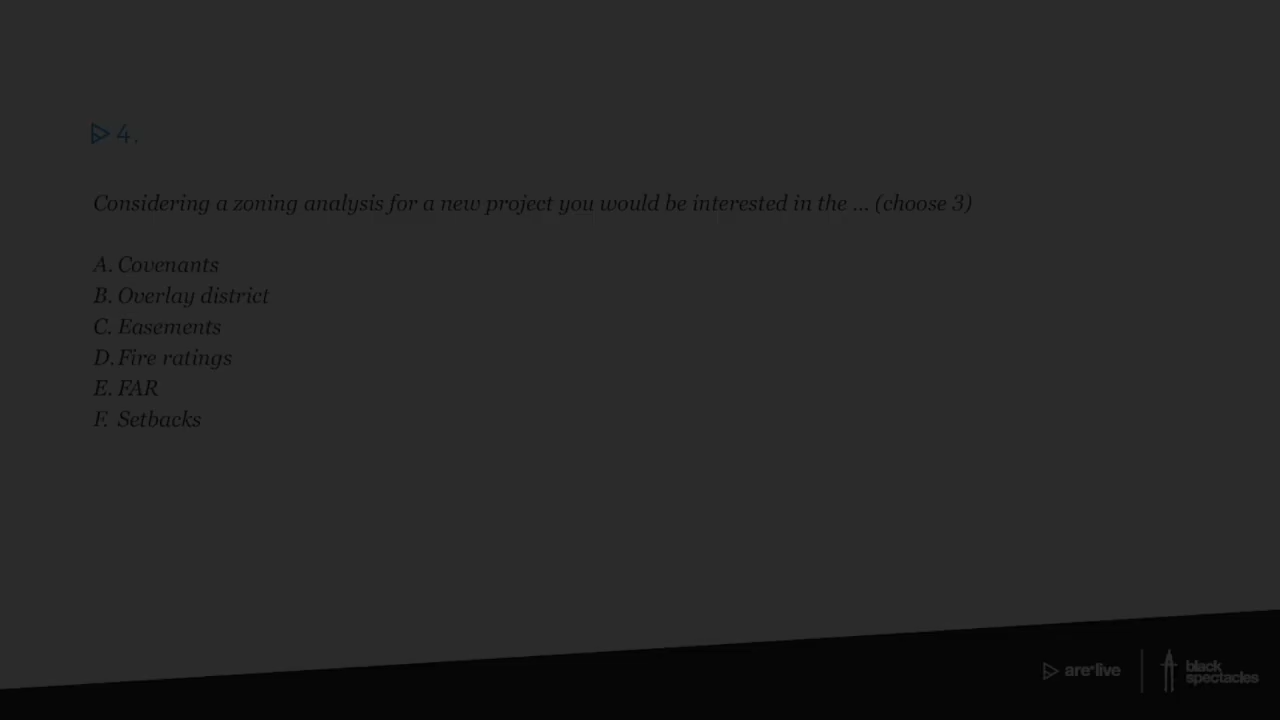 4.
Considering a zoning analysis for a new project you would be interested in the ... (choose 3)
A. Covenants
B. Overlay district
C. Easements
D. Fire ratings
E. FAR
F. Setbacks
are*live
black
spectacles